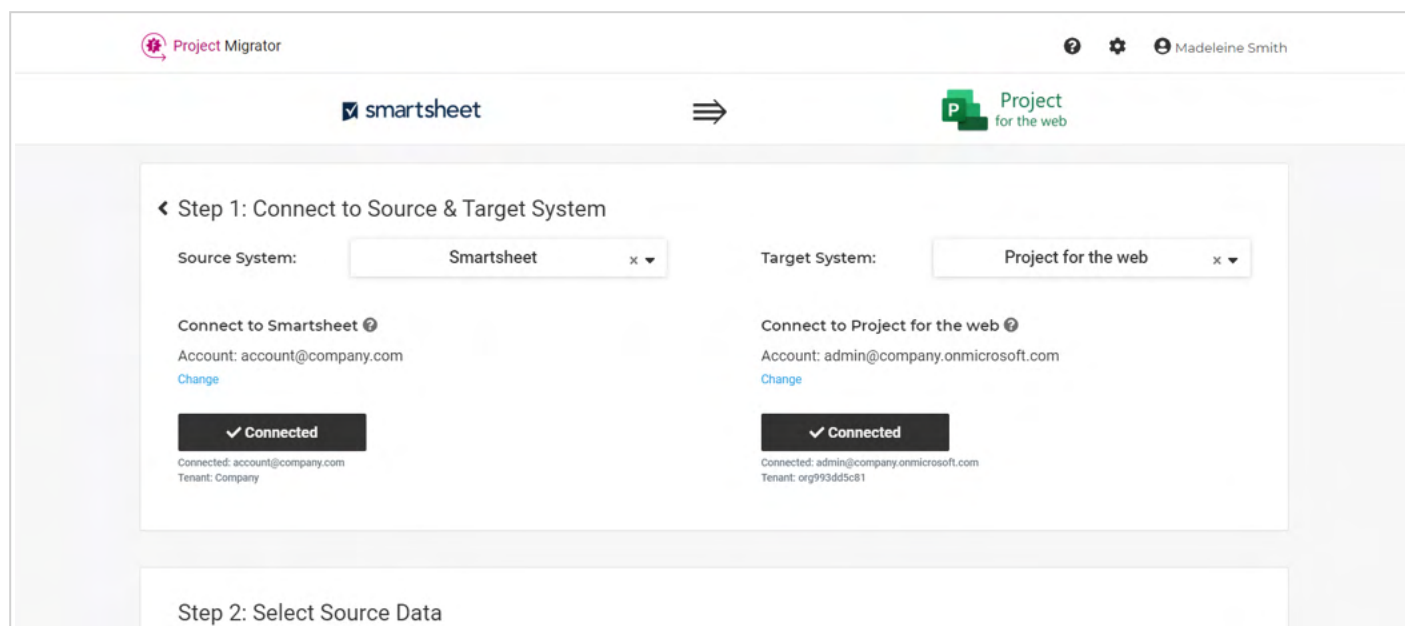 Project Migrator
Madeleine Smith
smartsheet
Project
for the web
Step 1: Connect to Source & Target System
Source System:
Smartsheet
Target System:
Project for the web
Connect to Smartsheet
Account: account@company.com
Change
Connected
Connected: account@company.com
Tenant: Company
Connect to Project for the web
Account: admin@company.onmicrosoft.com
Change
Connected
Connected: admin@company.onmicrosoft.com
Tenant: org993dd5c81
Step 2: Select Source Data